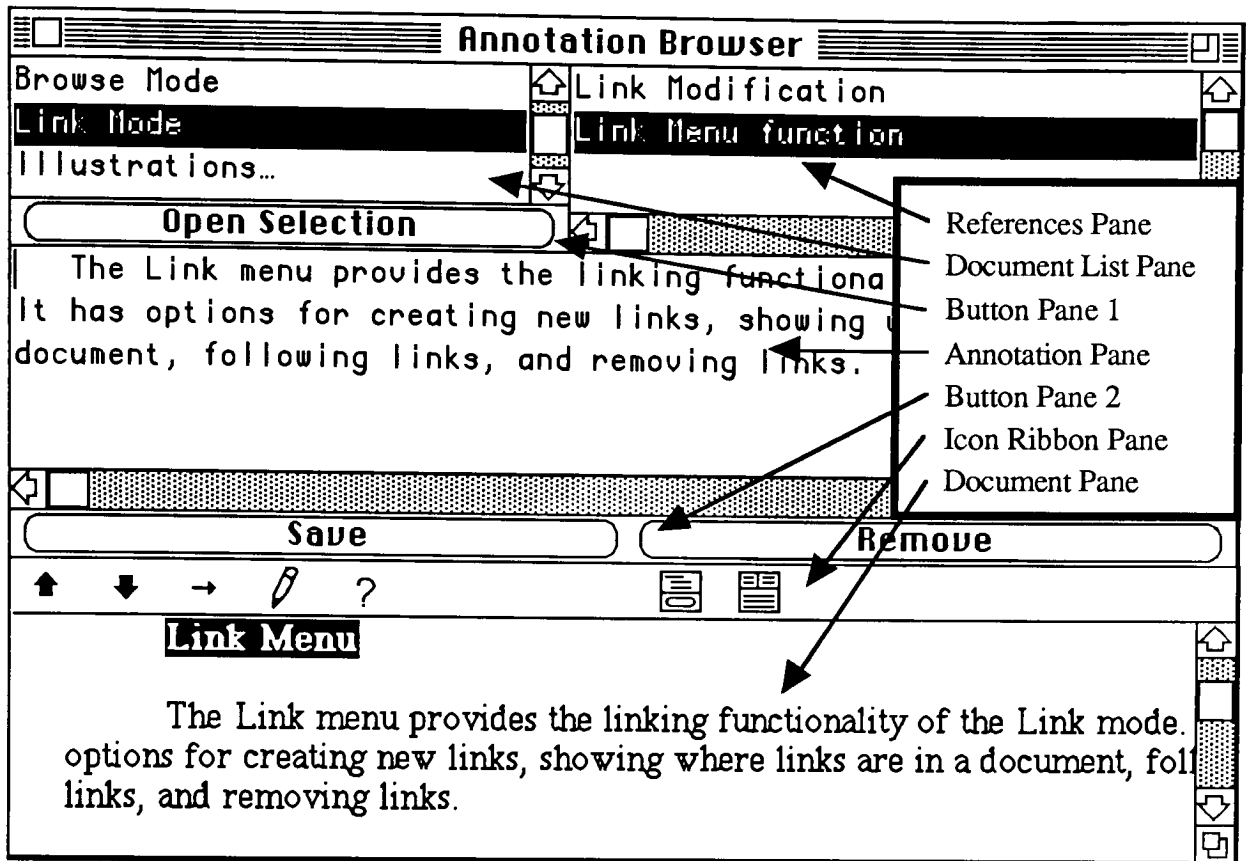 Annotation Browser
Browse Mode
Link Mode
Illustrations…
Link Modification
Link Menu function
Open Selection
The Link menu provides the linking functiona
It has options for creating new links, showing
document, following links, and removing links.
References Pane
Document List Pane
Button Pane 1
Annotation Pane
Button Pane 2
Icon Ribbon Pane
Document Pane
Save
Remove
?
Link Menu
The Link menu provides the linking functionality of the Link mode.
options for creating new links, showing where links are in a document, foll
links, and removing links.